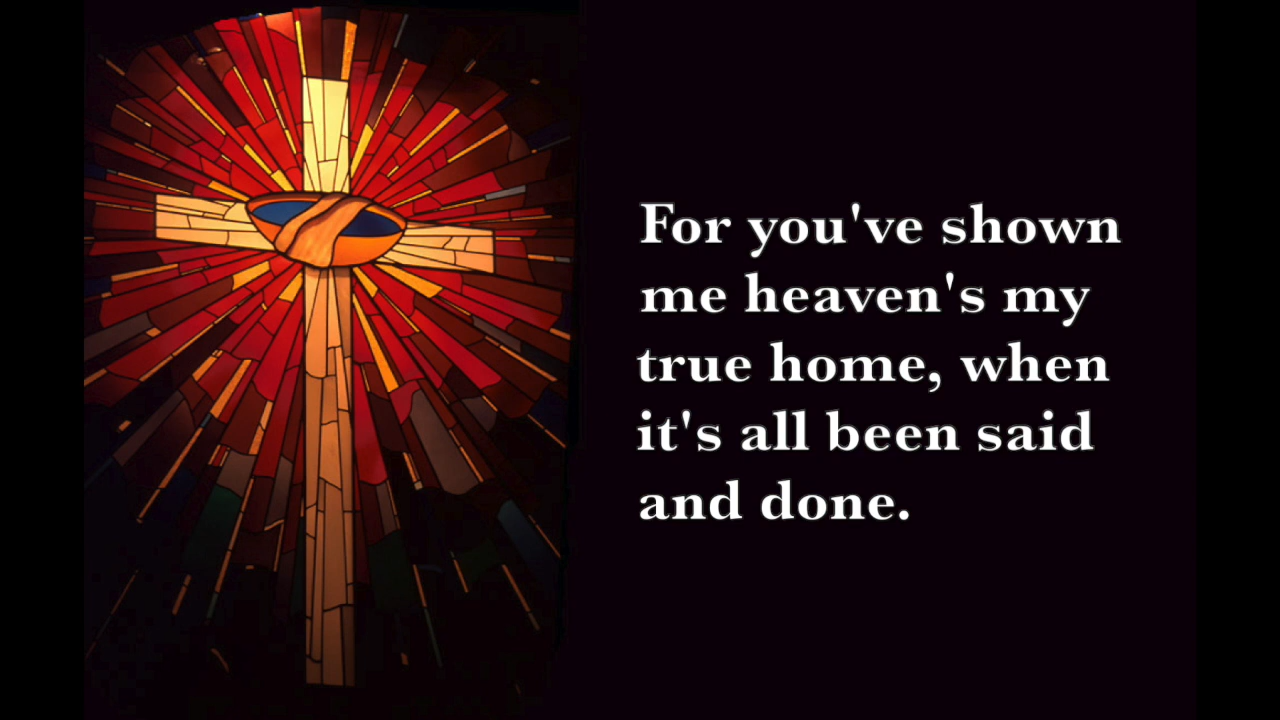 For you've shown
me heaven's my
true home, when
it's all been said
and done.